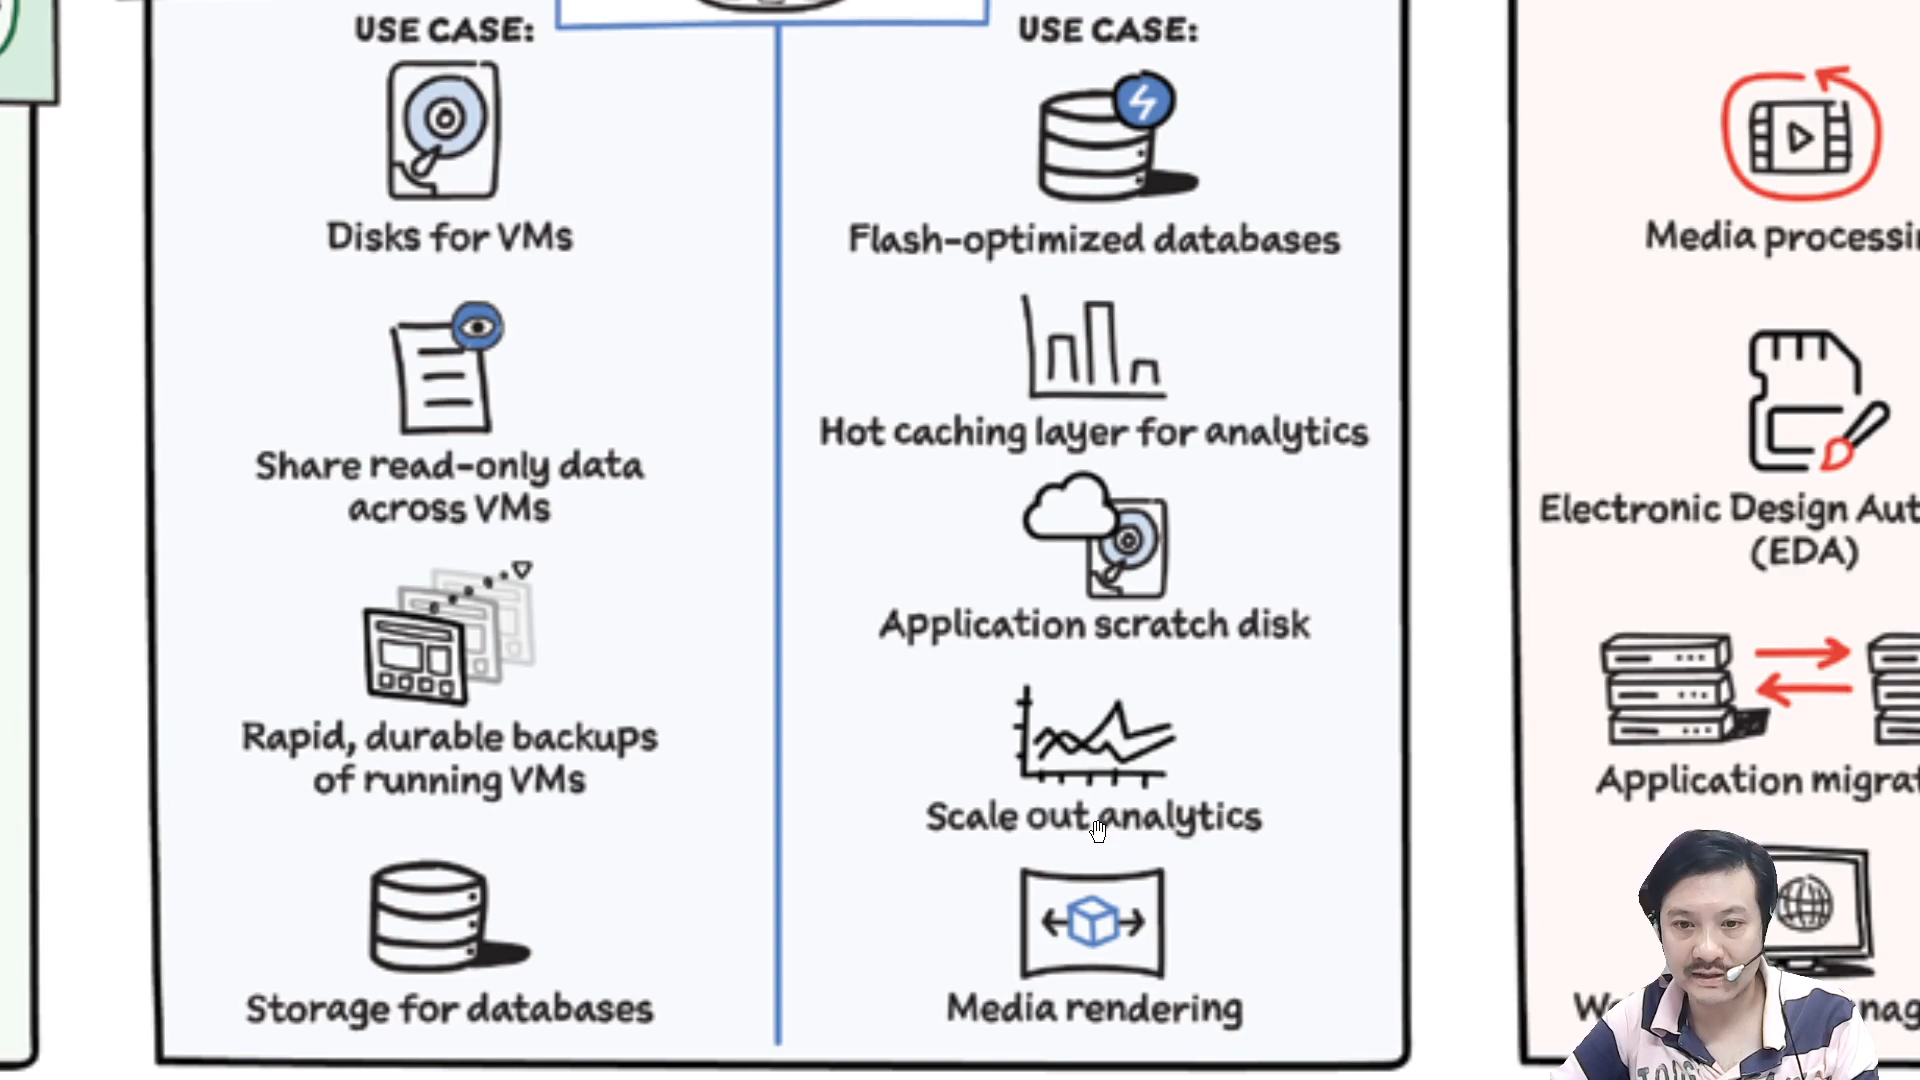 USE CASE:
Disks for VMs
Share read-only data
across VMs
Rapid, durable backups
of running VMs
Storage for databases
USE CASE:
Flash-optimized databases
Hot caching layer for analytics
Application scratch disk
Scale out analytics
Media rendering
Media processin
Electronic Design Aut
(EDA)
Application migrat